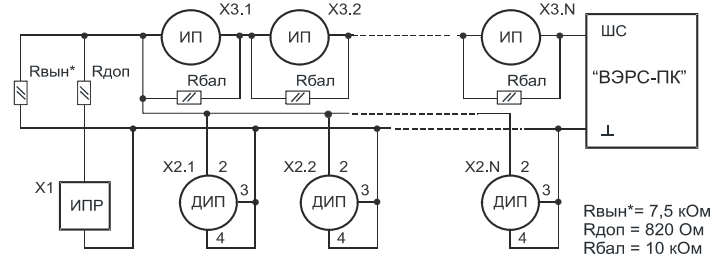 X3.1
X3.2
X3.N
ИП
ИП
ИП
ШС
Rвын*
Rдоп
Rбал
Rбал
Rбал
"ВЭРС-ПК"
⊥
X2.1
2
X2.2
2
X2.N
2
X1
ИПР
ДИП
3
ДИП
3
ДИП
3
4
4
4
Rвын*= 7,5 кОм
Rдоп = 820 Ом
Rбал = 10 кОм